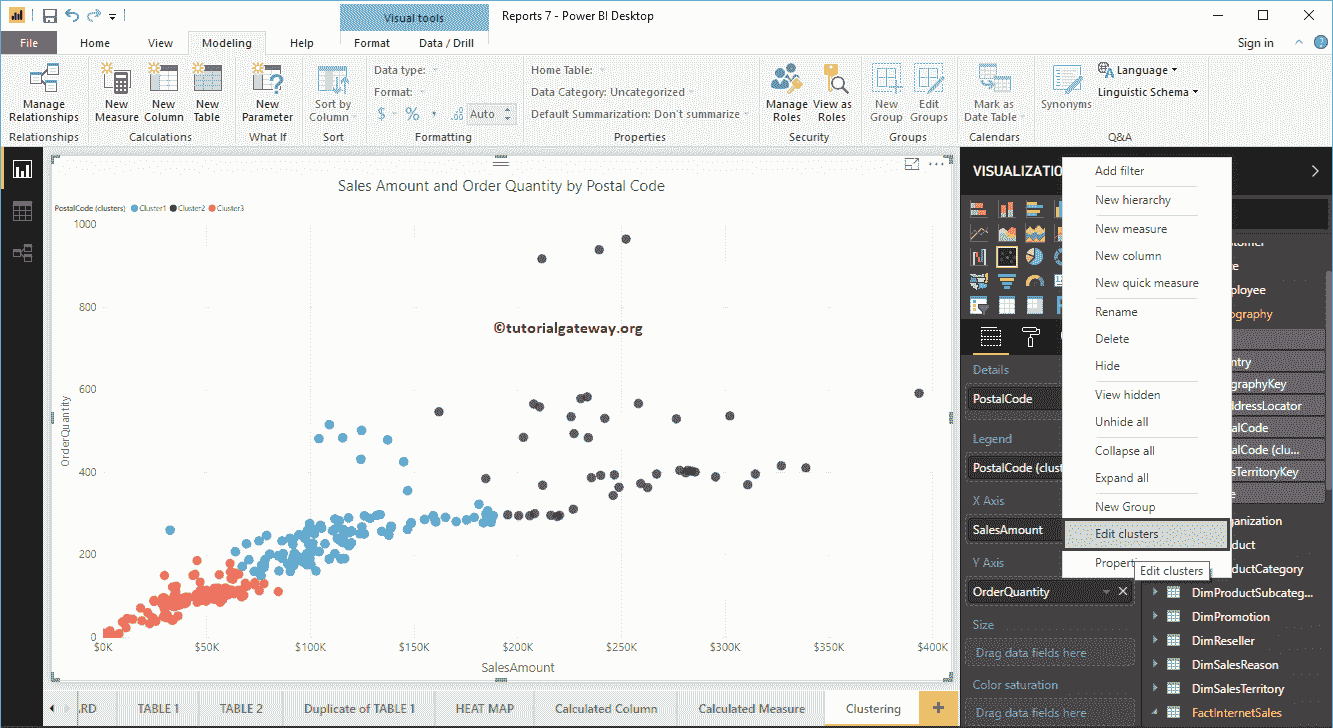 Visual tools
Reports 7 - Power BI Desktop
File
Home
View
Modeling
Help
Format
Data / Drill
Sign in
Manage
Relationships
New
Measure
New
Column
New
Table
New
Parameter
Sort by
Column
Data type:
Format:
$ % , .00 Auto
Home Table:
Data Category: Uncategorized
Default Summarization: Don't summarize
Manage
Roles
View as
Roles
New
Group
Edit
Groups
Mark as
Date Table
Synonyms
Language
Linguistic Schema
Relationships
Calculations
What If
Sort
Formatting
Properties
Security
Groups
Calendars
Q&A
Sales Amount and Order Quantity by Postal Code
PostalCode (clusters) Cluster1 Cluster2 Cluster3
1000
800
600
400
200
0
OrderQuantity
©tutorialgateway.org
$0K $50K $100K $150K $200K $250K $300K $350K $400K
SalesAmount
VISUALIZATIO
Details
PostalCode
Legend
PostalCode (clust
X Axis
SalesAmount
Y Axis
OrderQuantity
Size
Drag data fields here
Color saturation
Drag data fields here
Add filter
New hierarchy
New measure
New column
New quick measure
Rename
Delete
Hide
View hidden
Unhide all
Collapse all
Expand all
New Group
Edit clusters
Properti
Edit clusters
ployee
ography
ntry
ographyKey
ddressLocator
alCode
alCode (clu...
sTerritoryKey
ganization
duct
ductCategory
DimProductSubcateg...
DimPromotion
DimReseller
DimSalesReason
DimSalesTerritory
FactInternetSales
.RD
TABLE 1
TABLE 2
Duplicate of TABLE 1
HEAT MAP
Calculated Column
Calculated Measure
Clustering
+